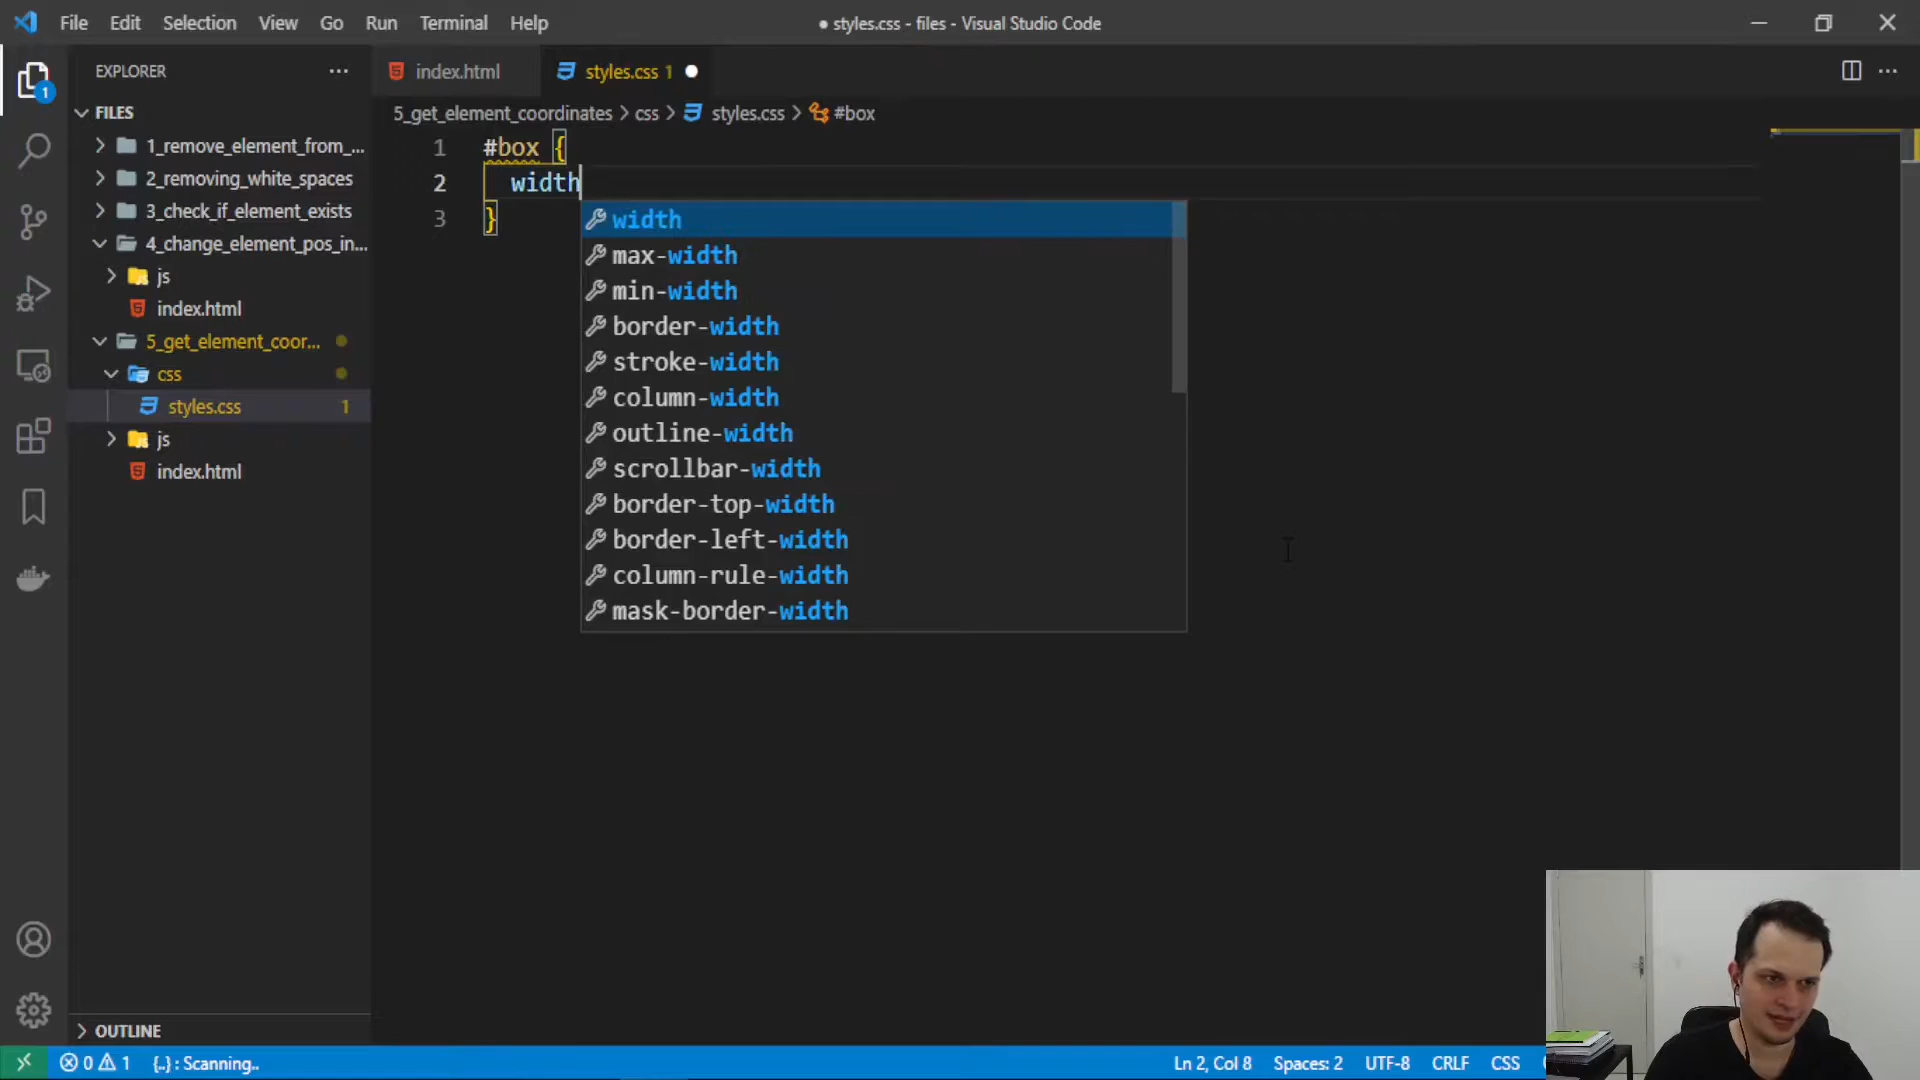 File Edit Selection View Go Run Terminal Help
● styles.css - files - Visual Studio Code
EXPLORER
index.html
styles.css 1
5_get_element_coordinates > css > styles.css > #box
FILES
1_remove_element_from_...
2_removing_white_spaces
3_check_if_element_exists
4_change_element_pos_in...
js
index.html
5_get_element_coor...
css
styles.css 1
js
index.html
1 #box {
2 width
3 }
width
max-width
min-width
border-width
stroke-width
column-width
outline-width
scrollbar-width
border-top-width
border-left-width
column-rule-width
mask-border-width
1
OUTLINE
0 1 {..} : Scanning..
Ln 2, Col 8 Spaces: 2 UTF-8 CRLF CSS